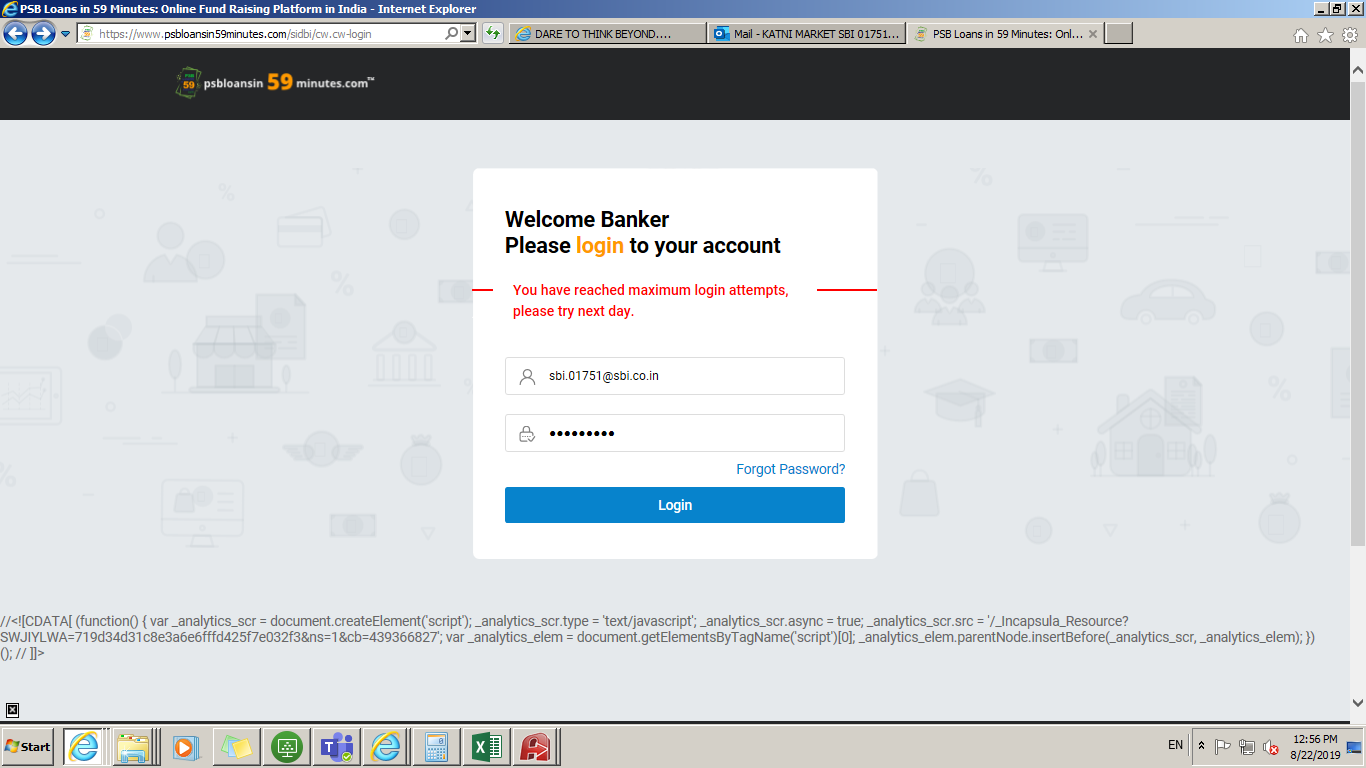 PSB Loans in 59 Minutes: Online Fund Raising Platform in India - Internet Explorer
https://www.psbloansin59minutes.com/sidbi/cw.cw-login
DARE TO THINK BEYOND....
Mail - KATNI MARKET SBI 01751...
PSB Loans in 59 Minutes: Onl...
PSB 59 psbloansin 59 minutes.com™
Welcome Banker
Please login to your account
You have reached maximum login attempts,
please try next day.
sbi.01751@sbi.co.in
•••••••••
Forgot Password?
Login
//<![CDATA[ (function() { var _analytics_scr = document.createElement('script'); _analytics_scr.type = 'text/javascript'; _analytics_scr.async = true; _analytics_scr.src = '/_Incapsula_Resource?
SWJIYLWA=719d34d31c8e3a6e6fffd425f7e032f3&ns=1&cb=439366827'; var _analytics_elem = document.getElementsByTagName('script')[0]; _analytics_elem.parentNode.insertBefore(_analytics_scr, _analytics_elem); })
(); // ]]>
Start
EN
12:56 PM
8/22/2019